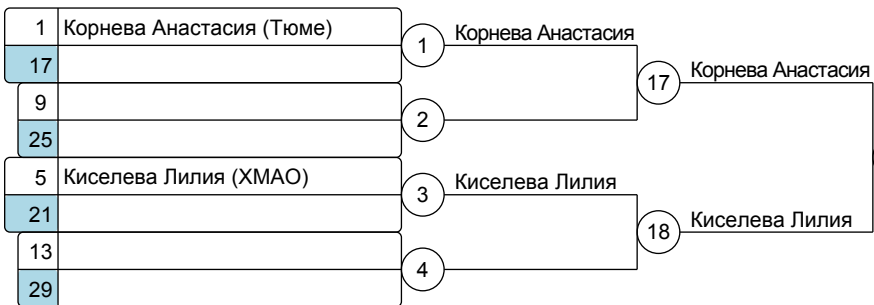 1 Корнева Анастасия (Тюме)
17
9
25
5 Киселева Лилия (ХМАО)
21
13
29
1 Корнева Анастасия
2
3 Киселева Лилия
4
17 Корнева Анастасия
18 Киселева Лилия